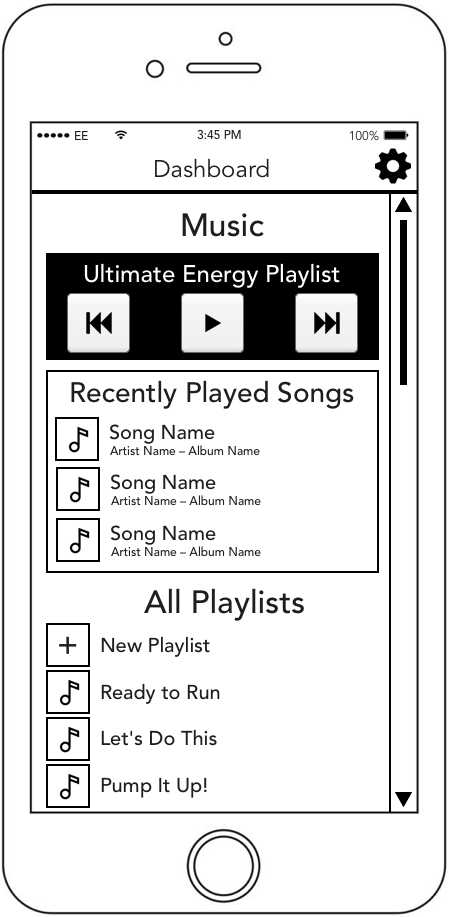 EE 3:45 PM 100%
Dashboard
Music
Ultimate Energy Playlist
Recently Played Songs
Song Name
Artist Name – Album Name
Song Name
Artist Name – Album Name
Song Name
Artist Name – Album Name
All Playlists
New Playlist
Ready to Run
Let's Do This
Pump It Up!